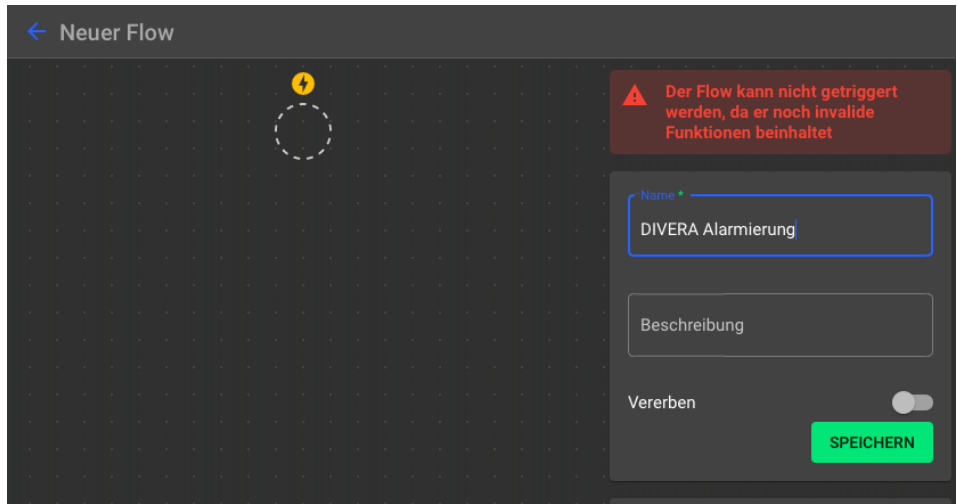 Neuer Flow
Der Flow kann nicht getriggert
werden, da er noch invalide
Funktionen beinhaltet
Name *
DIVERA Alarmierung
Beschreibung
Vererben
SPEICHERN